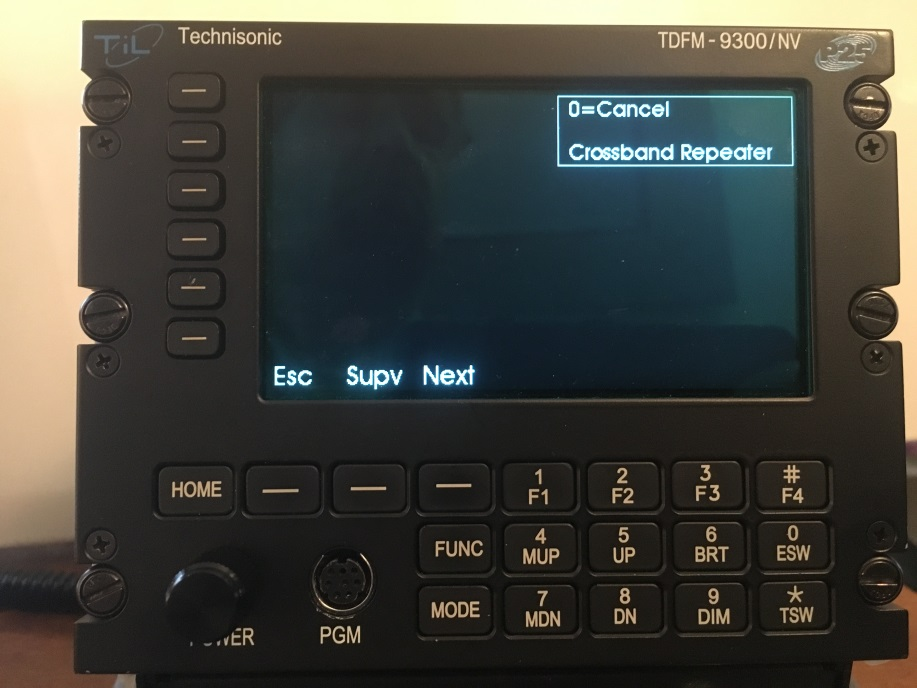 TiL Technisonic TDFM-9300/NV P25
0=Cancel
Crossband Repeater
Esc Supv Next
HOME 1 2 3 #
F1 F2 F3 F4
FUNC 4 5 6 0
MUP UP BRT ESW
MODE 7 8 9 *
MDN DN DIM TSW
POWER PGM